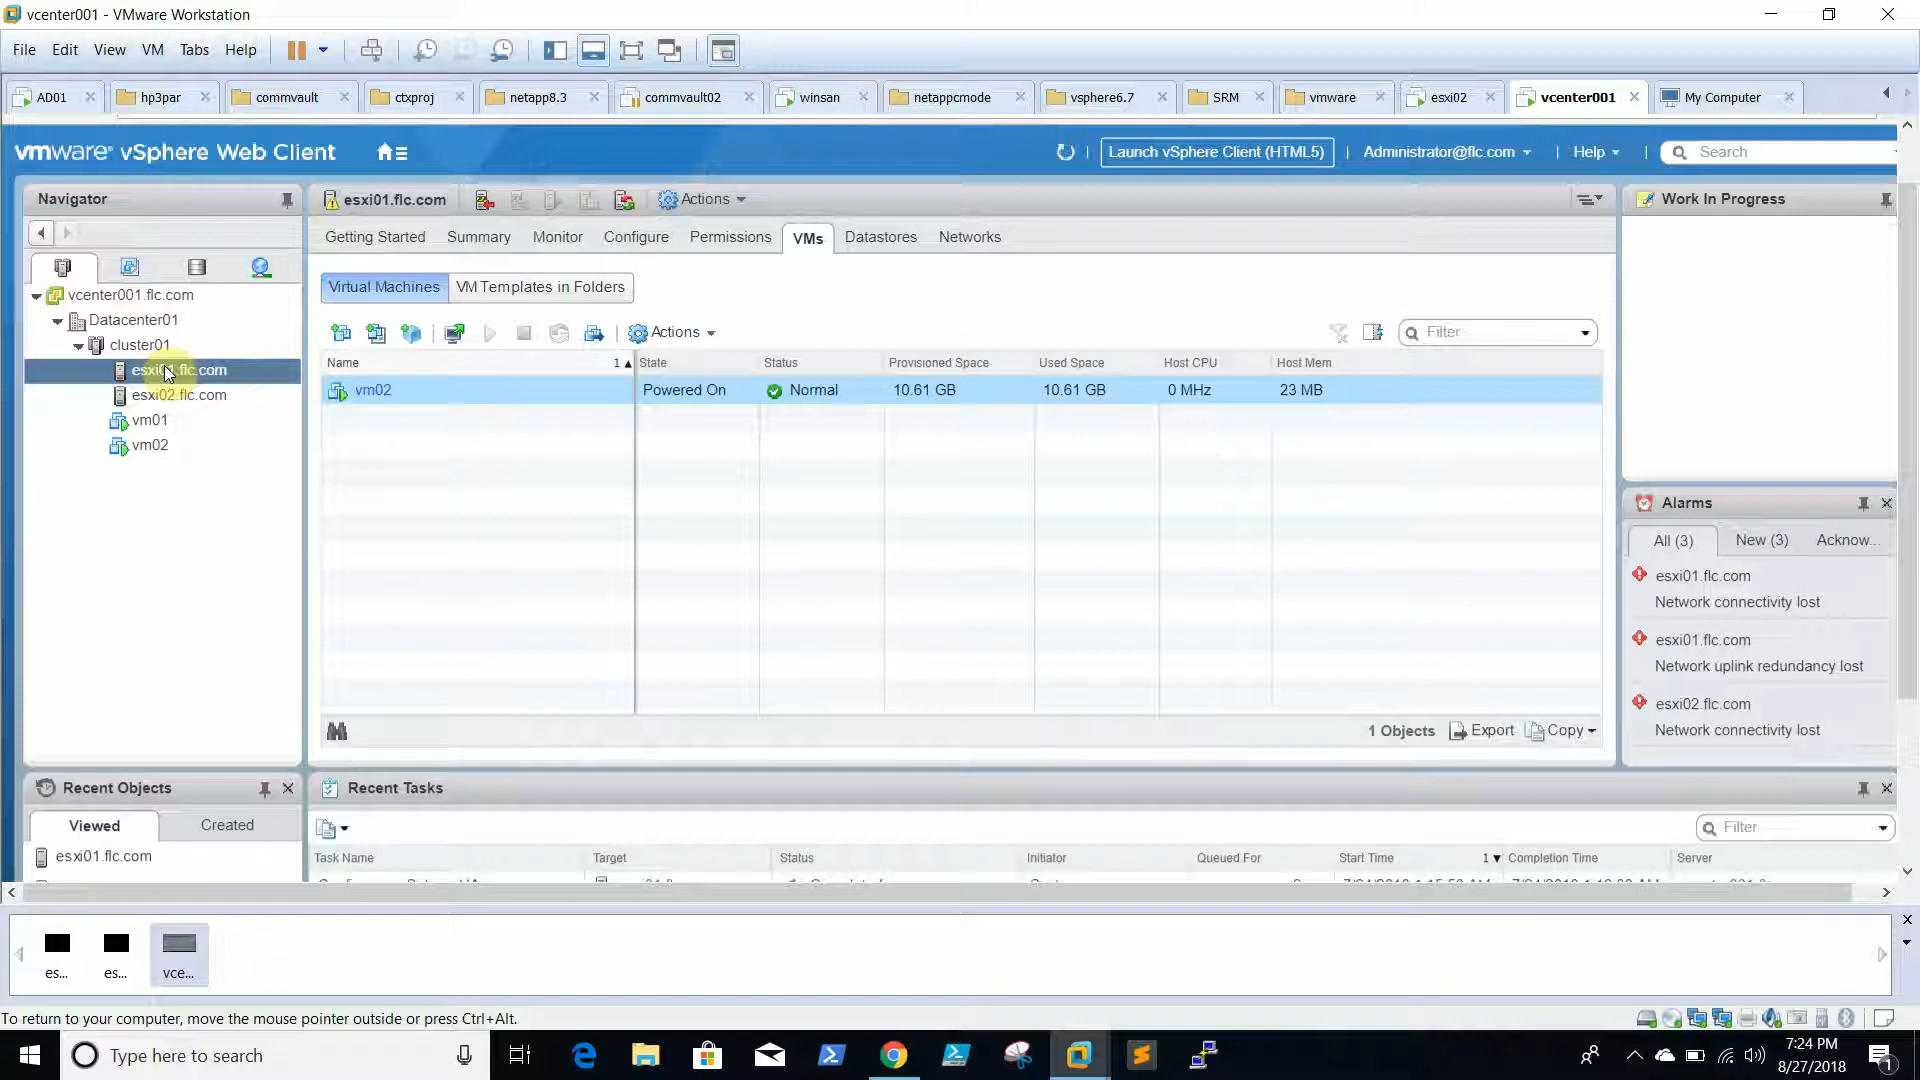 vcenter001 - VMware Workstation
File Edit View VM Tabs Help
AD01 hp3par commvault ctxproj netapp8.3 commvault02 winsan netappcmode vsphere6.7 SRM vmware esxi02 vcenter001 My Computer
vmware® vSphere Web Client Launch vSphere Client (HTML5) Administrator@flc.com Help Search
Navigator esxi01.flc.com Actions Work In Progress
Getting Started Summary Monitor Configure Permissions VMs Datastores Networks
Virtual Machines VM Templates in Folders
vcenter001.flc.com
Datacenter01
cluster01
esxi01.flc.com
esxi02.flc.com
vm01
vm02
Actions Filter
Name 1 State Status Provisioned Space Used Space Host CPU Host Mem
vm02 Powered On Normal 10.61 GB 10.61 GB 0 MHz 23 MB
1 Objects Export Copy
Alarms
All (3) New (3) Acknow...
esxi01.flc.com
Network connectivity lost
esxi01.flc.com
Network uplink redundancy lost
esxi02.flc.com
Network connectivity lost
Recent Objects
Viewed Created
esxi01.flc.com
Recent Tasks
Filter
Task Name Target Status Initiator Queued For Start Time 1 Completion Time Server
es... es... vce...
To return to your computer, move the mouse pointer outside or press Ctrl+Alt.
Type here to search
7:24 PM
8/27/2018
1